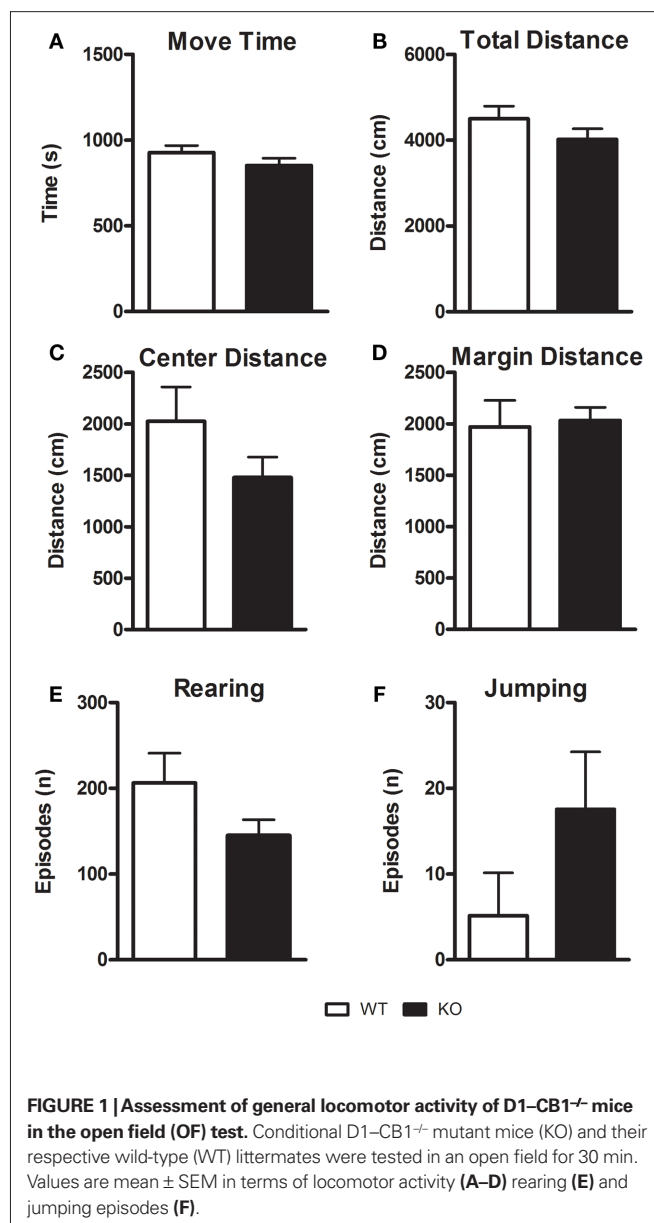 A Move Time
1500
1000
500
0
Time (s)
B Total Distance
6000
4000
2000
0
Distance (cm)
C Center Distance
2500
2000
1500
1000
500
0
Distance (cm)
D Margin Distance
2500
2000
1500
1000
500
0
Distance (cm)
E Rearing
300
200
100
0
Episodes (n)
F Jumping
30
20
10
0
Episodes (n)
WT KO
FIGURE 1 | Assessment of general locomotor activity of D1–CB1−/− mice
in the open field (OF) test. Conditional D1–CB1−/− mutant mice (KO) and their
respective wild-type (WT) littermates were tested in an open field for 30 min.
Values are mean ± SEM in terms of locomotor activity (A–D) rearing (E) and
jumping episodes (F).